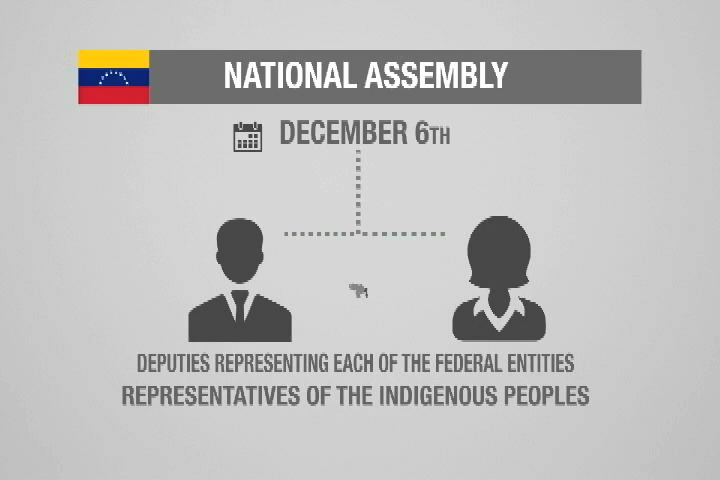 NATIONAL ASSEMBLY
DECEMBER 6TH
DEPUTIES REPRESENTING EACH OF THE FEDERAL ENTITIES
REPRESENTATIVES OF THE INDIGENOUS PEOPLES